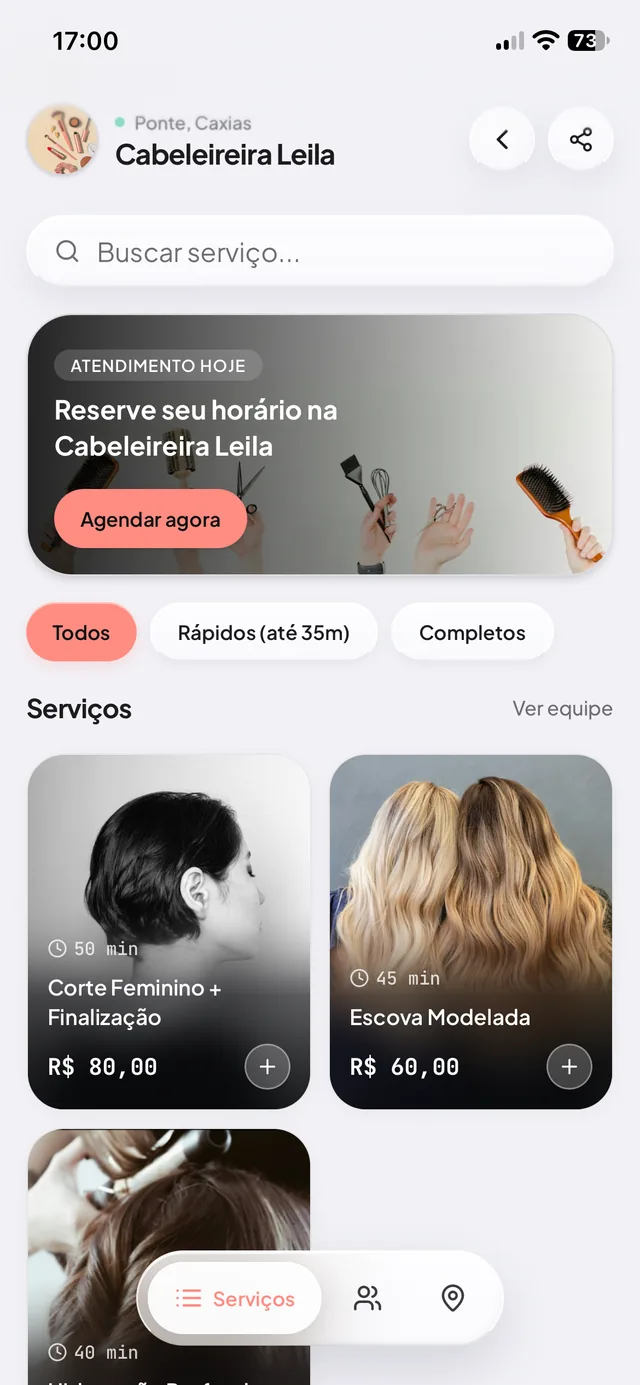 17:00
73
Ponte, Caxias
Cabeleireira Leila
Buscar serviço...
ATENDIMENTO HOJE
Reserve seu horário na
Cabeleireira Leila
Agendar agora
Todos
Rápidos (até 35m)
Completos
Serviços
Ver equipe
50 min
Corte Feminino +
Finalização
R$ 80,00
45 min
Escova Modelada
R$ 60,00
40 min
Serviços